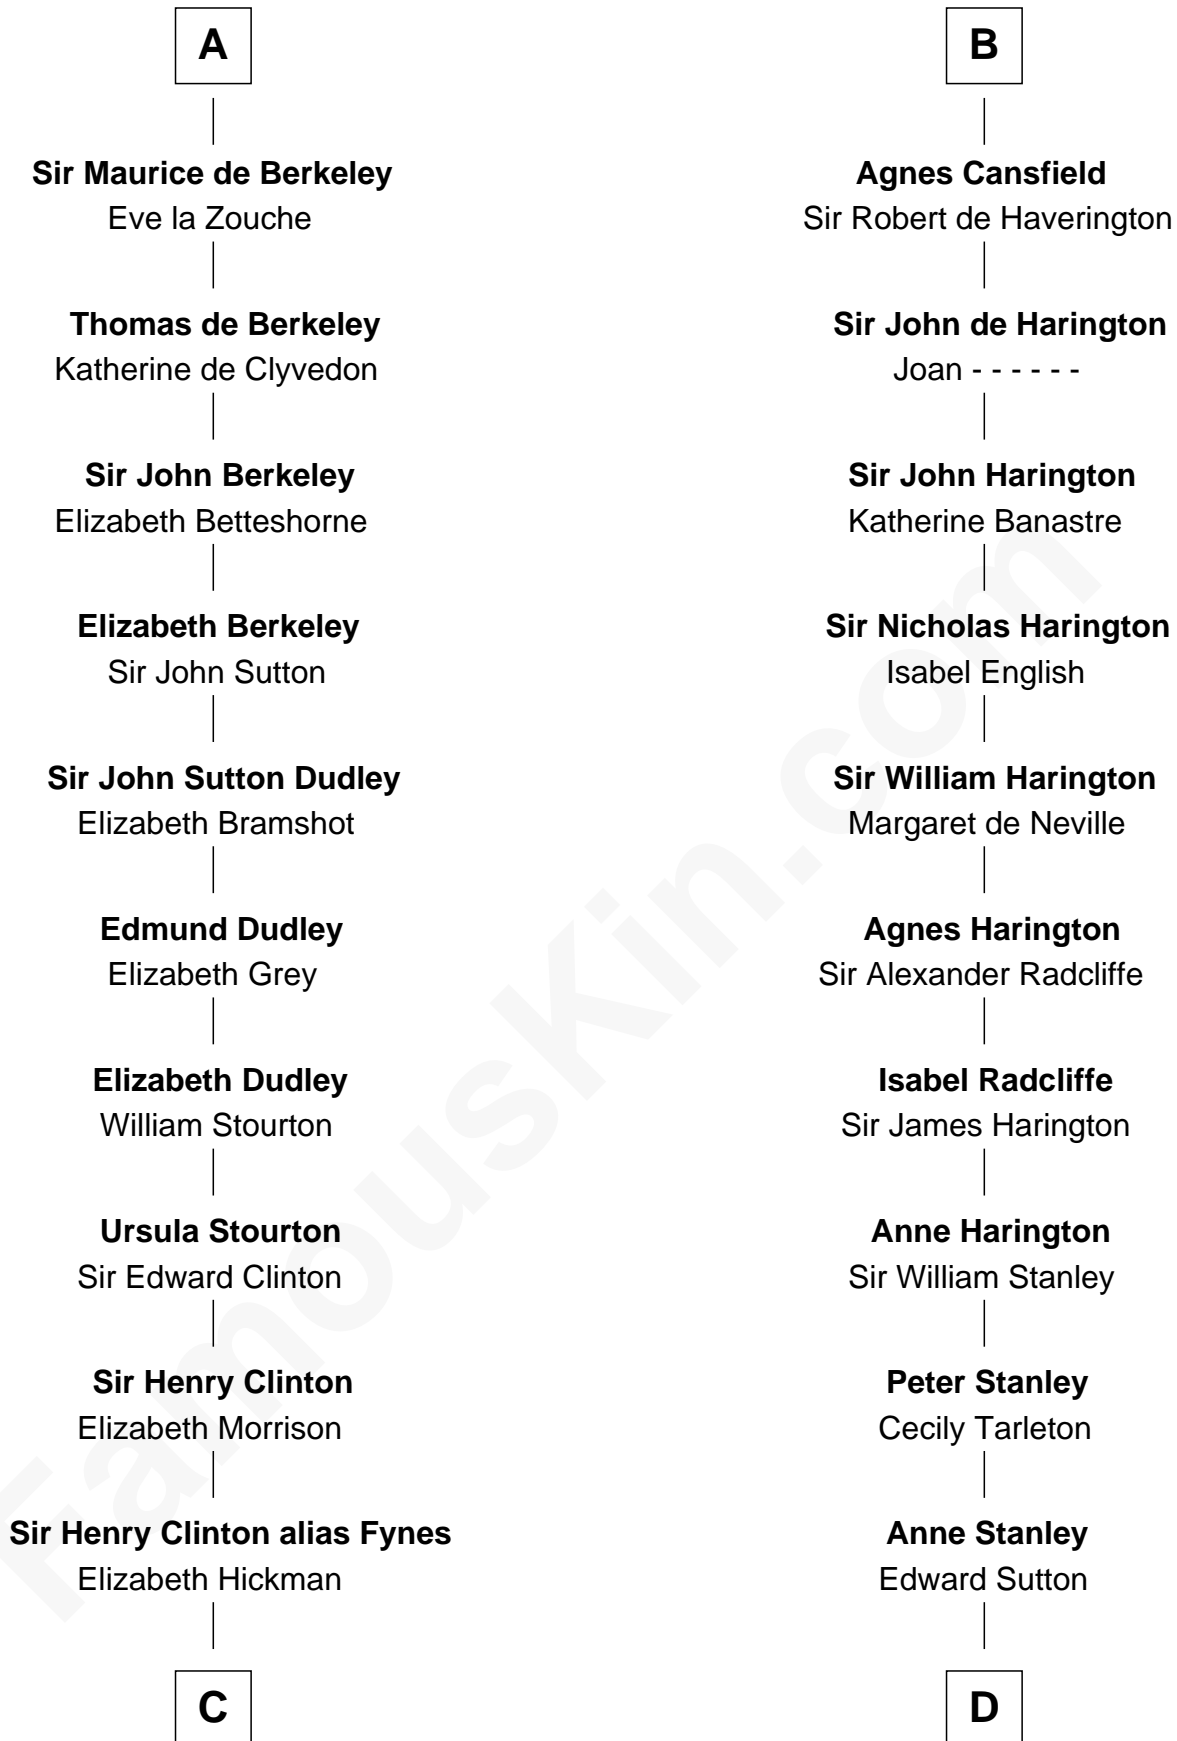 A
Sir Maurice de Berkeley
Eve la Zouche
Thomas de Berkeley
Katherine de Clyvedon
Sir John Berkeley
Elizabeth Betteshorne
Elizabeth Berkeley
Sir John Sutton
Sir John Sutton Dudley
Elizabeth Bramshot
Edmund Dudley
Elizabeth Grey
Elizabeth Dudley
William Stourton
Ursula Stourton
Sir Edward Clinton
Sir Henry Clinton
Elizabeth Morrison
Sir Henry Clinton alias Fynes
Elizabeth Hickman
C
B
Agnes Cansfield
Sir Robert de Haverington
Sir John de Harington
Joan - - - - - -
Sir John Harington
Katherine Banastre
Sir Nicholas Harington
Isabel English
Sir William Harington
Margaret de Neville
Agnes Harington
Sir Alexander Radcliffe
Isabel Radcliffe
Sir James Harington
Anne Harington
Sir William Stanley
Peter Stanley
Cecily Tarleton
Anne Stanley
Edward Sutton
D
FamousKin.com